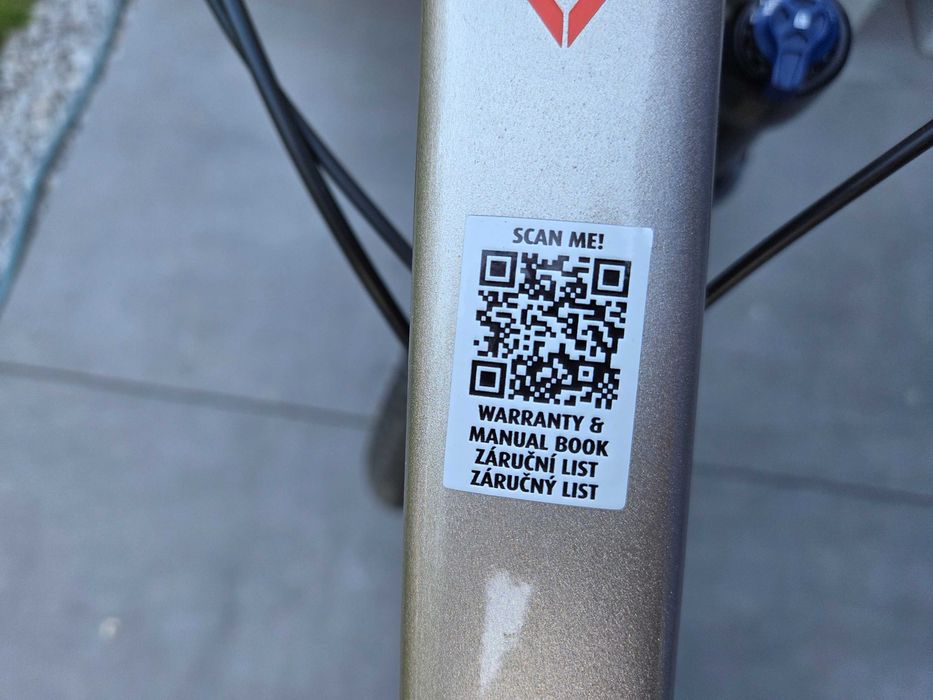 SCAN ME!
WARRANTY &
MANUAL BOOK
ZÁRUČNÍ LIST
ZÁRUČNÝ LIST